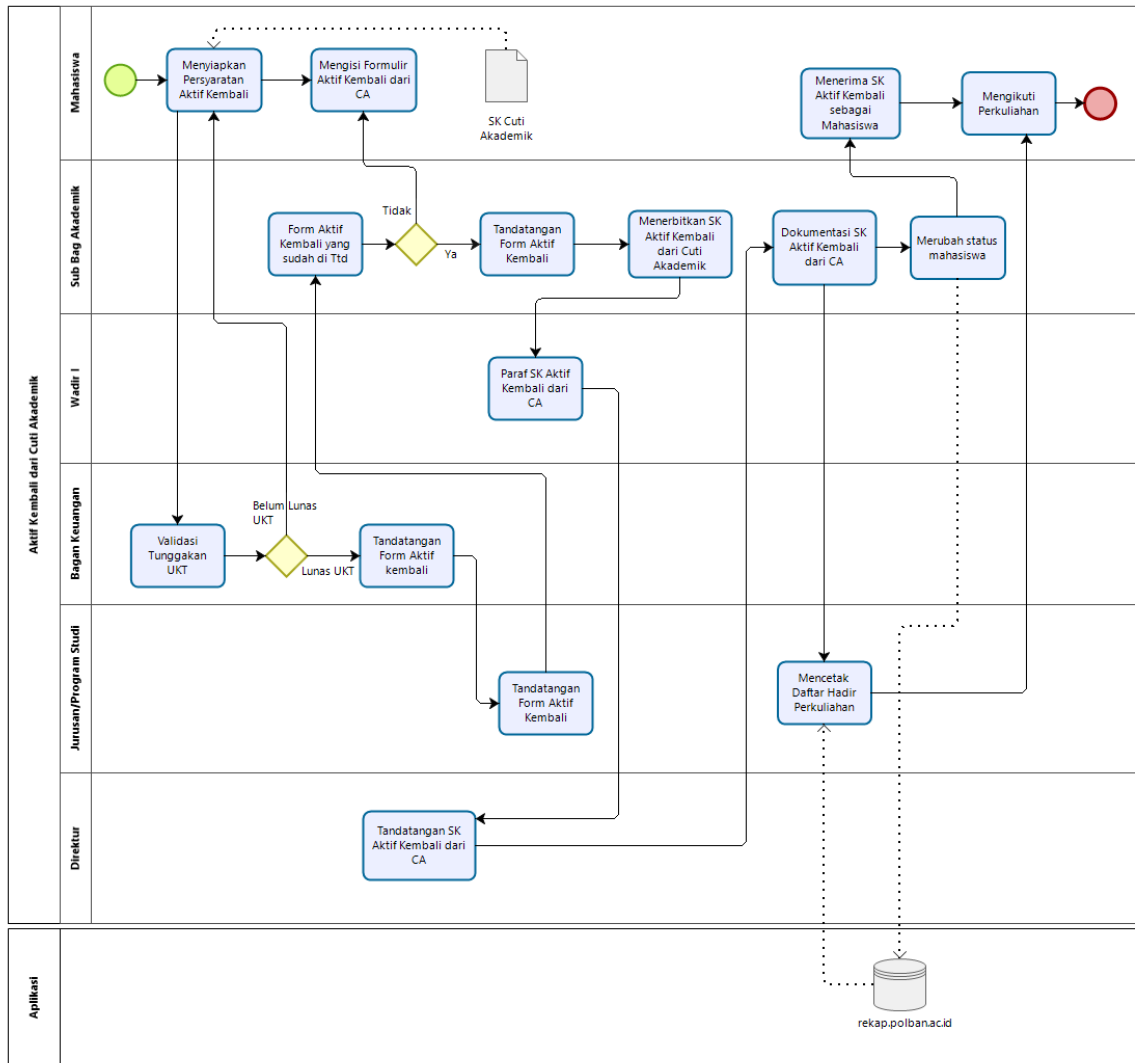 Aktif Kembali dari Cuti Akademik
Mahasiswa
Menyiapkan
Persyaratan
Aktif Kembali
Mengisi Formulir
Aktif Kembali dari
CA
SK Cuti
Akademik
Menerima SK
Aktif Kembali
sebagai
Mahasiswa
Mengikuti
Perkuliahan
Sub Bag Akademik
Form Aktif
Kembali yang
sudah di Ttd
Tidak
Ya
Tandatangan
Form Aktif
Kembali
Menerbitkan SK
Aktif Kembali
dari Cuti
Akademik
Dokumentasi SK
Aktif Kembali
dari CA
Merubah status
mahasiswa
Wadir I
Paraf SK Aktif
Kembali dari
CA
Bagan Keuangan
Validasi
Tunggakan
UKT
Belum Lunas
UKT
Lunas UKT
Tandatangan
Form Aktif
kembali
Jurusan/Program Studi
Tandatangan
Form Aktif
Kembali
Mencetak
Daftar Hadir
Perkuliahan
Direktur
Tandatangan SK
Aktif Kembali dari
CA
Aplikasi
rekap.polban.ac.id